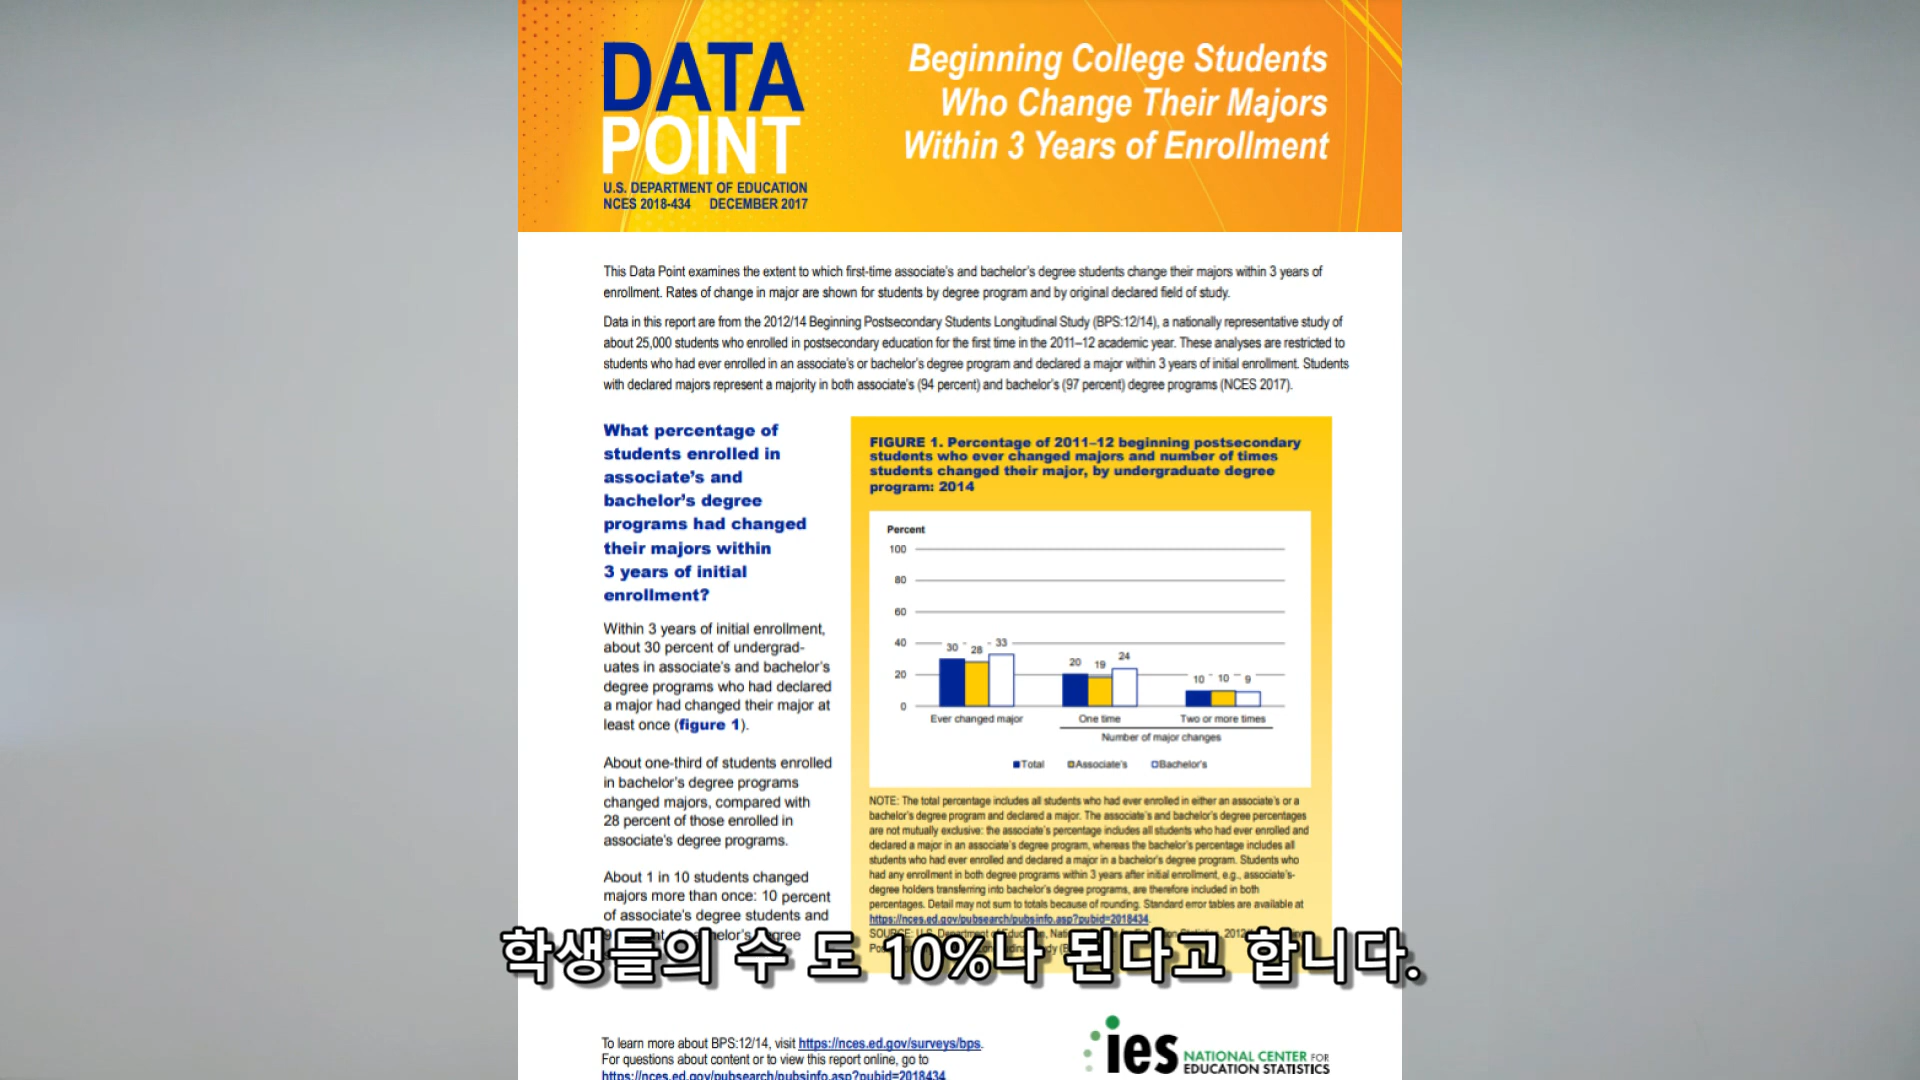 DATA
POINT
U.S. DEPARTMENT OF EDUCATION
NCES 2018-434 DECEMBER 2017
Beginning College Students
Who Change Their Majors
Within 3 Years of Enrollment
This Data Point examines the extent to which first-time associate's and bachelor's degree students change their majors within 3 years of
enrollment. Rates of change in major are shown for students by degree program and by original declared field of study.
Data in this report are from the 2012/14 Beginning Postsecondary Students Longitudinal Study (BPS:12/14), a nationally representative study of
about 25,000 students who enrolled in postsecondary education for the first time in the 2011–12 academic year. These analyses are restricted to
students who had ever enrolled in an associate's or bachelor's degree program and declared a major within 3 years of initial enrollment. Students
with declared majors represent a majority in both associate's (94 percent) and bachelor's (97 percent) degree programs (NCES 2017).
What percentage of
students enrolled in
associate's and
bachelor's degree
programs had changed
their majors within
3 years of initial
enrollment?
Within 3 years of initial enrollment,
about 30 percent of undergrad-
uates in associate's and bachelor's
degree programs who had declared
a major had changed their major at
least once (figure 1).
About one-third of students enrolled
in bachelor's degree programs
changed majors, compared with
28 percent of those enrolled in
associate's degree programs.
About 1 in 10 students changed
majors more than once: 10 percent
of associate's degree students and
FIGURE 1. Percentage of 2011–12 beginning postsecondary
students who ever changed majors and number of times
students changed their major, by undergraduate degree
program: 2014
Percent
100
80
60
40
20
0
30 28 33
20 19 24
10 10 9
Ever changed major One time Two or more times
Number of major changes
Total Associate's Bachelor's
NOTE: The total percentage includes all students who had ever enrolled in either an associate's or a
bachelor's degree program and declared a major. The associate's and bachelor's degree percentages
are not mutually exclusive: the associate's percentage includes all students who had ever enrolled and
declared a major in an associate's degree program, whereas the bachelor's percentage includes all
students who had ever enrolled and declared a major in a bachelor's degree program. Students who
had any enrollment in both degree programs within 3 years after initial enrollment, e.g., associate's-
degree holders transferring into bachelor's degree programs, are therefore included in both
percentages. Detail may not sum to totals because of rounding. Standard error tables are available at
https://nces.ed.gov/pubsearch/pubsinfo.asp?pubid=2018434.
학생들의 수 도 10%나 된다고 합니다.
To learn more about BPS:12/14, visit https://nces.ed.gov/surveys/bps.
For questions about content or to view this report online, go to
https://nces.ed.gov/pubsearch/pubsinfo.asp?pubid=2018434
ies NATIONAL CENTER FOR
EDUCATION STATISTICS